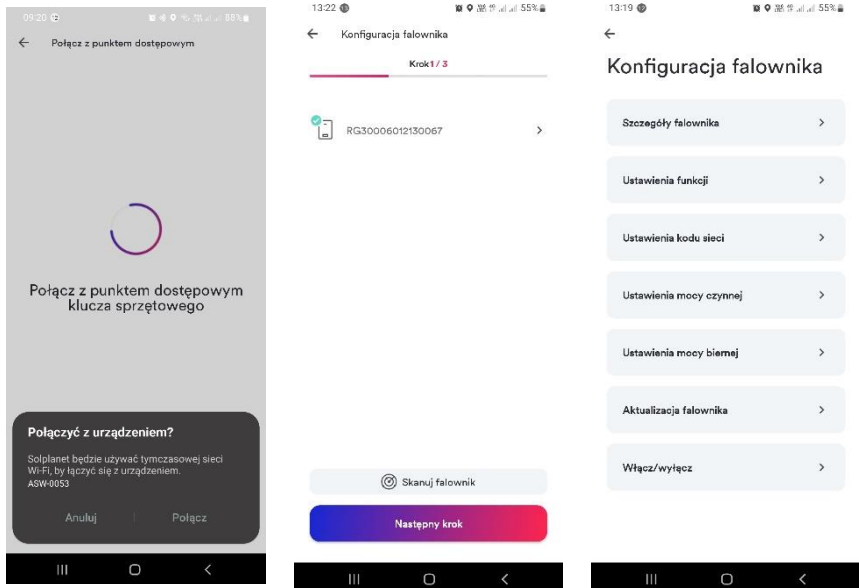 09:20
88%
Połącz z punktem dostępowym
Połącz z punktem dostępowym
klucza sprzętowego
Połączyć z urządzeniem?
Solplanet będzie używać tymczasowej sieci
Wi-Fi, by łączyć się z urządzeniem.
ASW-0053
Anuluj
Połącz
13:22
55%
Konfiguracja falownika
Krok1 / 3
RG30006012130067
Skanuj falownik
Następny krok
13:19
55%
Konfiguracja falownika
Szczegóły falownika
Ustawienia funkcji
Ustawienia kodu sieci
Ustawienia mocy czynnej
Ustawienia mocy biernej
Aktualizacja falownika
Włącz/wyłącz